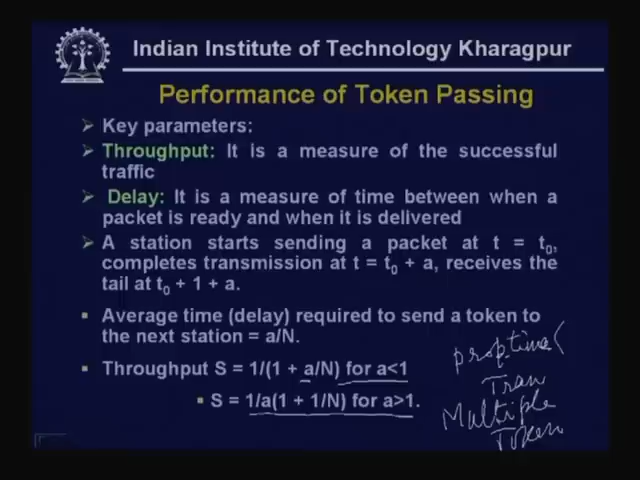 Indian Institute of Technology Kharagpur
Performance of Token Passing
Key parameters:
Throughput: It is a measure of the successful
traffic
Delay: It is a measure of time between when a
packet is ready and when it is delivered
A station starts sending a packet at t = t0,
completes transmission at t = t0 + a, receives the
tail at t0 + 1 + a.
Average time (delay) required to send a token to
the next station = a/N.
Throughput S = 1/(1 + a/N) for a<1
S = 1/a(1 + 1/N) for a>1.
prop. time <
Tran
Multiple
Token